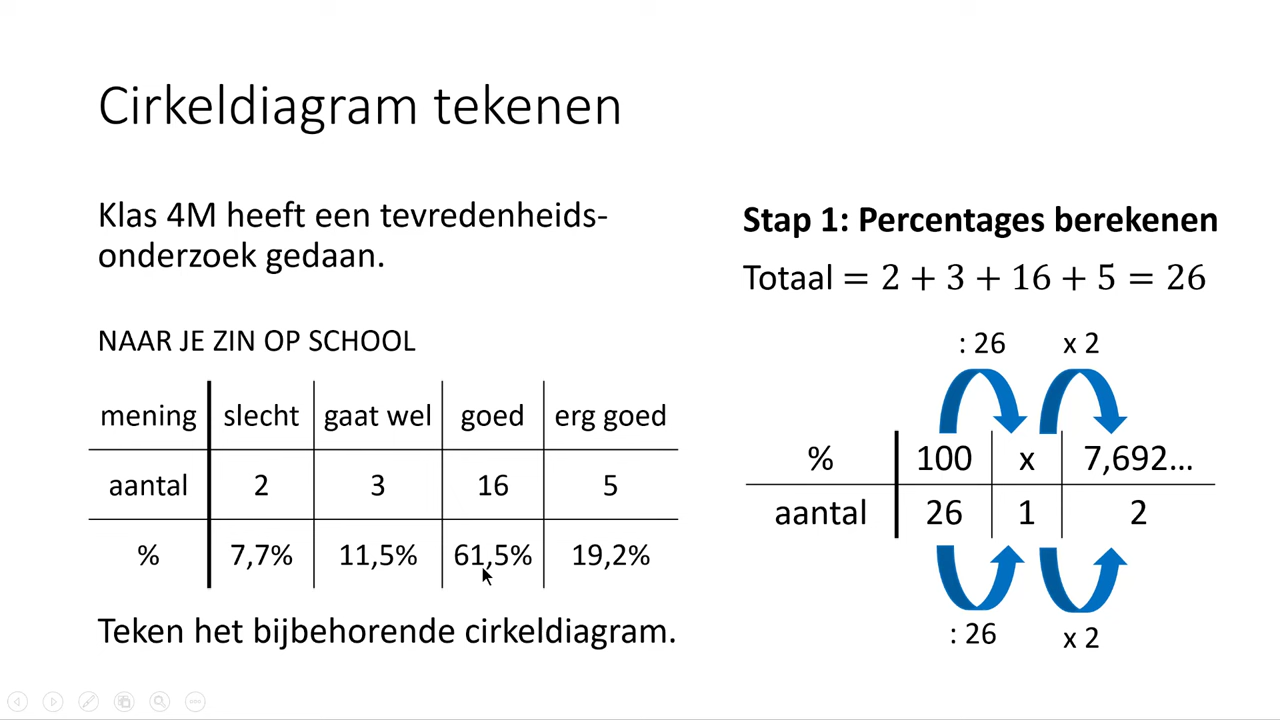 Cirkeldiagram tekenen
Klas 4M heeft een tevredenheids-
onderzoek gedaan.
NAAR JE ZIN OP SCHOOL
mening slecht gaat wel goed erg goed
aantal 2 3 16 5
% 7,7% 11,5% 61,5% 19,2%
Teken het bijbehorende cirkeldiagram.
Stap 1: Percentages berekenen
Totaal = 2 + 3 + 16 + 5 = 26
: 26 x 2
% 100 x 7,692...
aantal 26 1 2
: 26 x 2